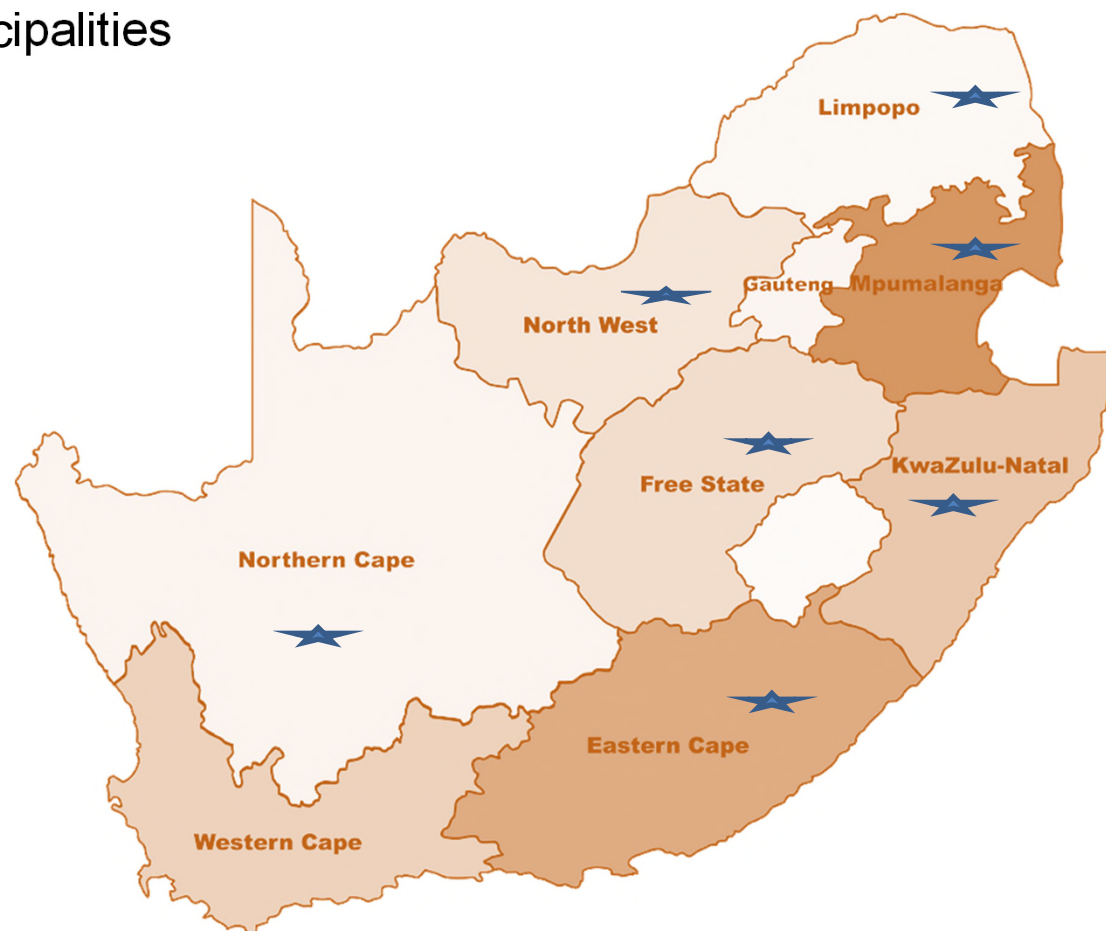 cipalities
Limpopo
Gauteng
Mpumalanga
North West
KwaZulu-Natal
Free State
Northern Cape
Eastern Cape
Western Cape